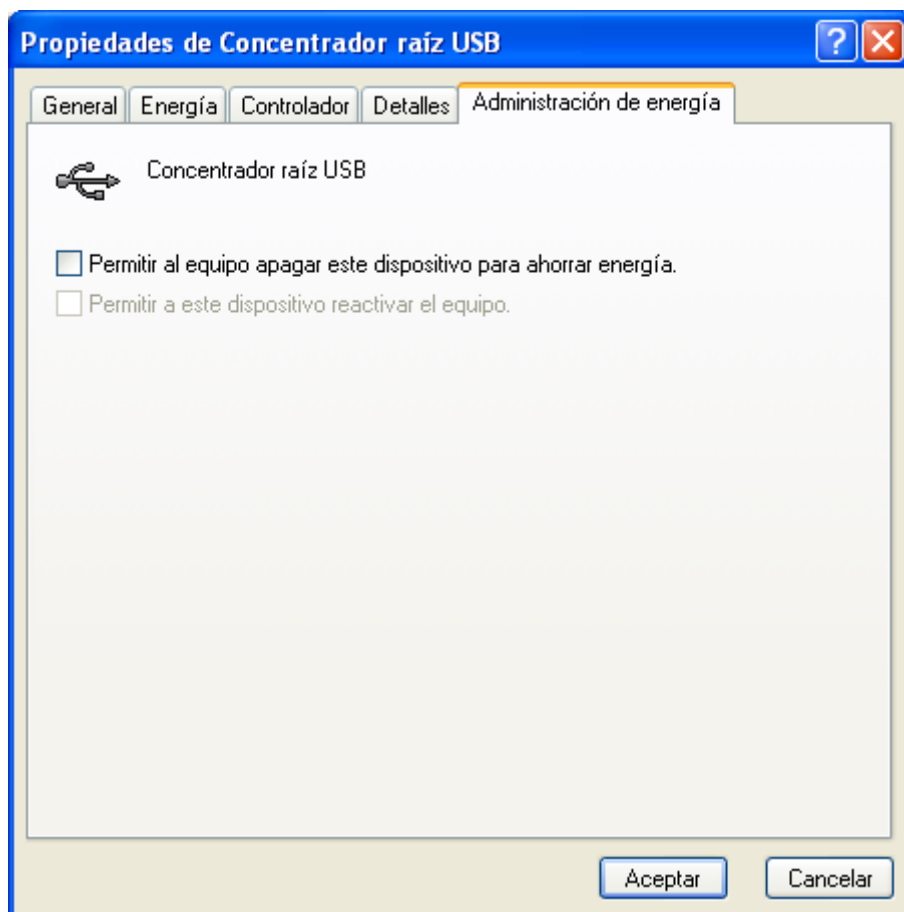 Propiedades de Concentrador raíz USB
General Energía Controlador Detalles Administración de energía
Concentrador raíz USB
Permitir al equipo apagar este dispositivo para ahorrar energía.
Permitir a este dispositivo reactivar el equipo.
Aceptar Cancelar